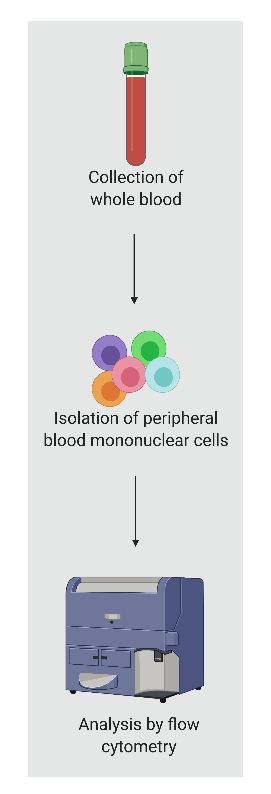 Collection of
whole blood
Isolation of peripheral
blood mononuclear cells
Analysis by flow
cytometry